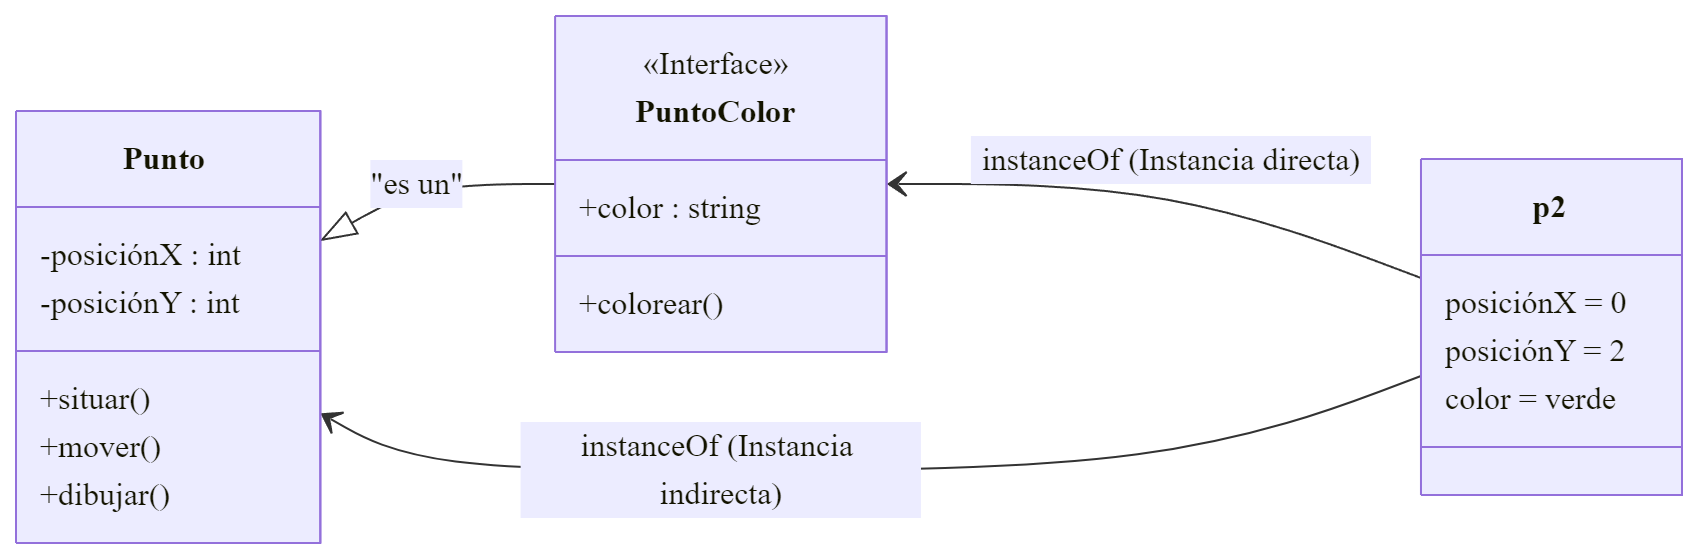 Punto
-posiciónX : int
-posiciónY : int
+situar()
+mover()
+dibujar()
"es un"
«Interface»
PuntoColor
+color : string
+colorear()
instanceOf (Instancia directa)
instanceOf (Instancia
indirecta)
p2
posiciónX = 0
posiciónY = 2
color = verde